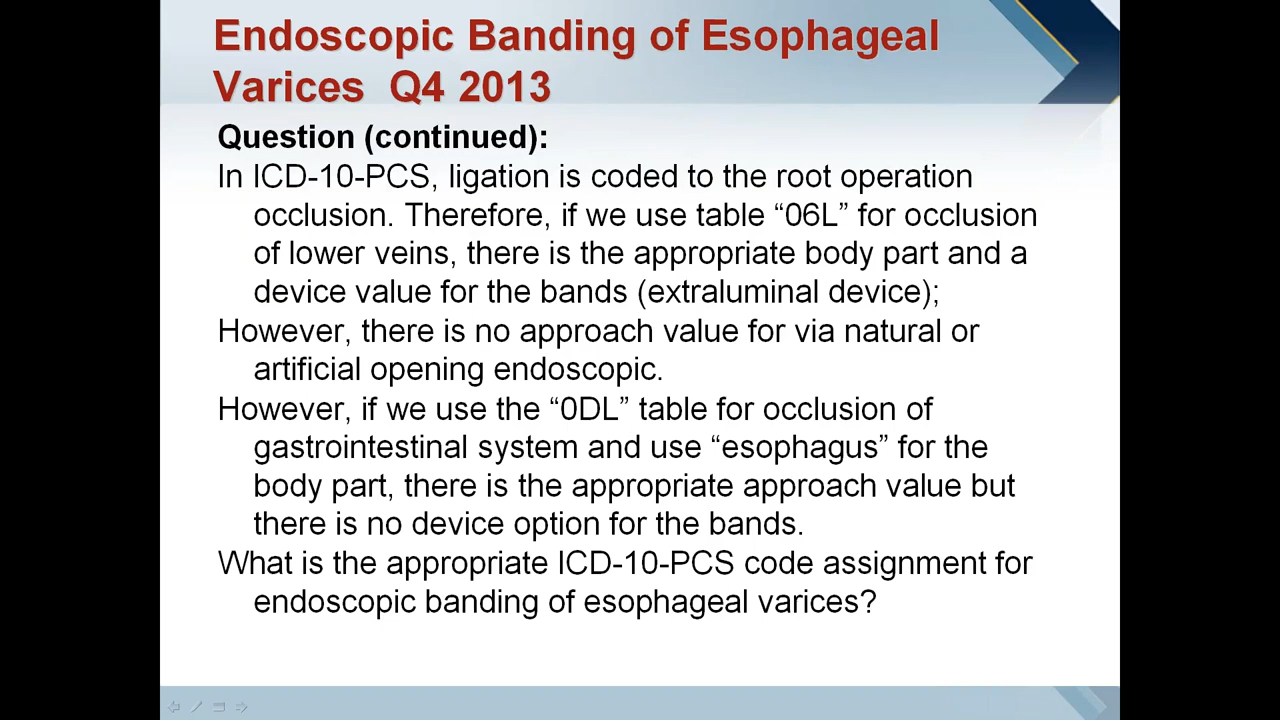 Endoscopic Banding of Esophageal
Varices Q4 2013
Question (continued):
In ICD-10-PCS, ligation is coded to the root operation
occlusion. Therefore, if we use table “06L” for occlusion
of lower veins, there is the appropriate body part and a
device value for the bands (extraluminal device);
However, there is no approach value for via natural or
artificial opening endoscopic.
However, if we use the “0DL” table for occlusion of
gastrointestinal system and use “esophagus” for the
body part, there is the appropriate approach value but
there is no device option for the bands.
What is the appropriate ICD-10-PCS code assignment for
endoscopic banding of esophageal varices?